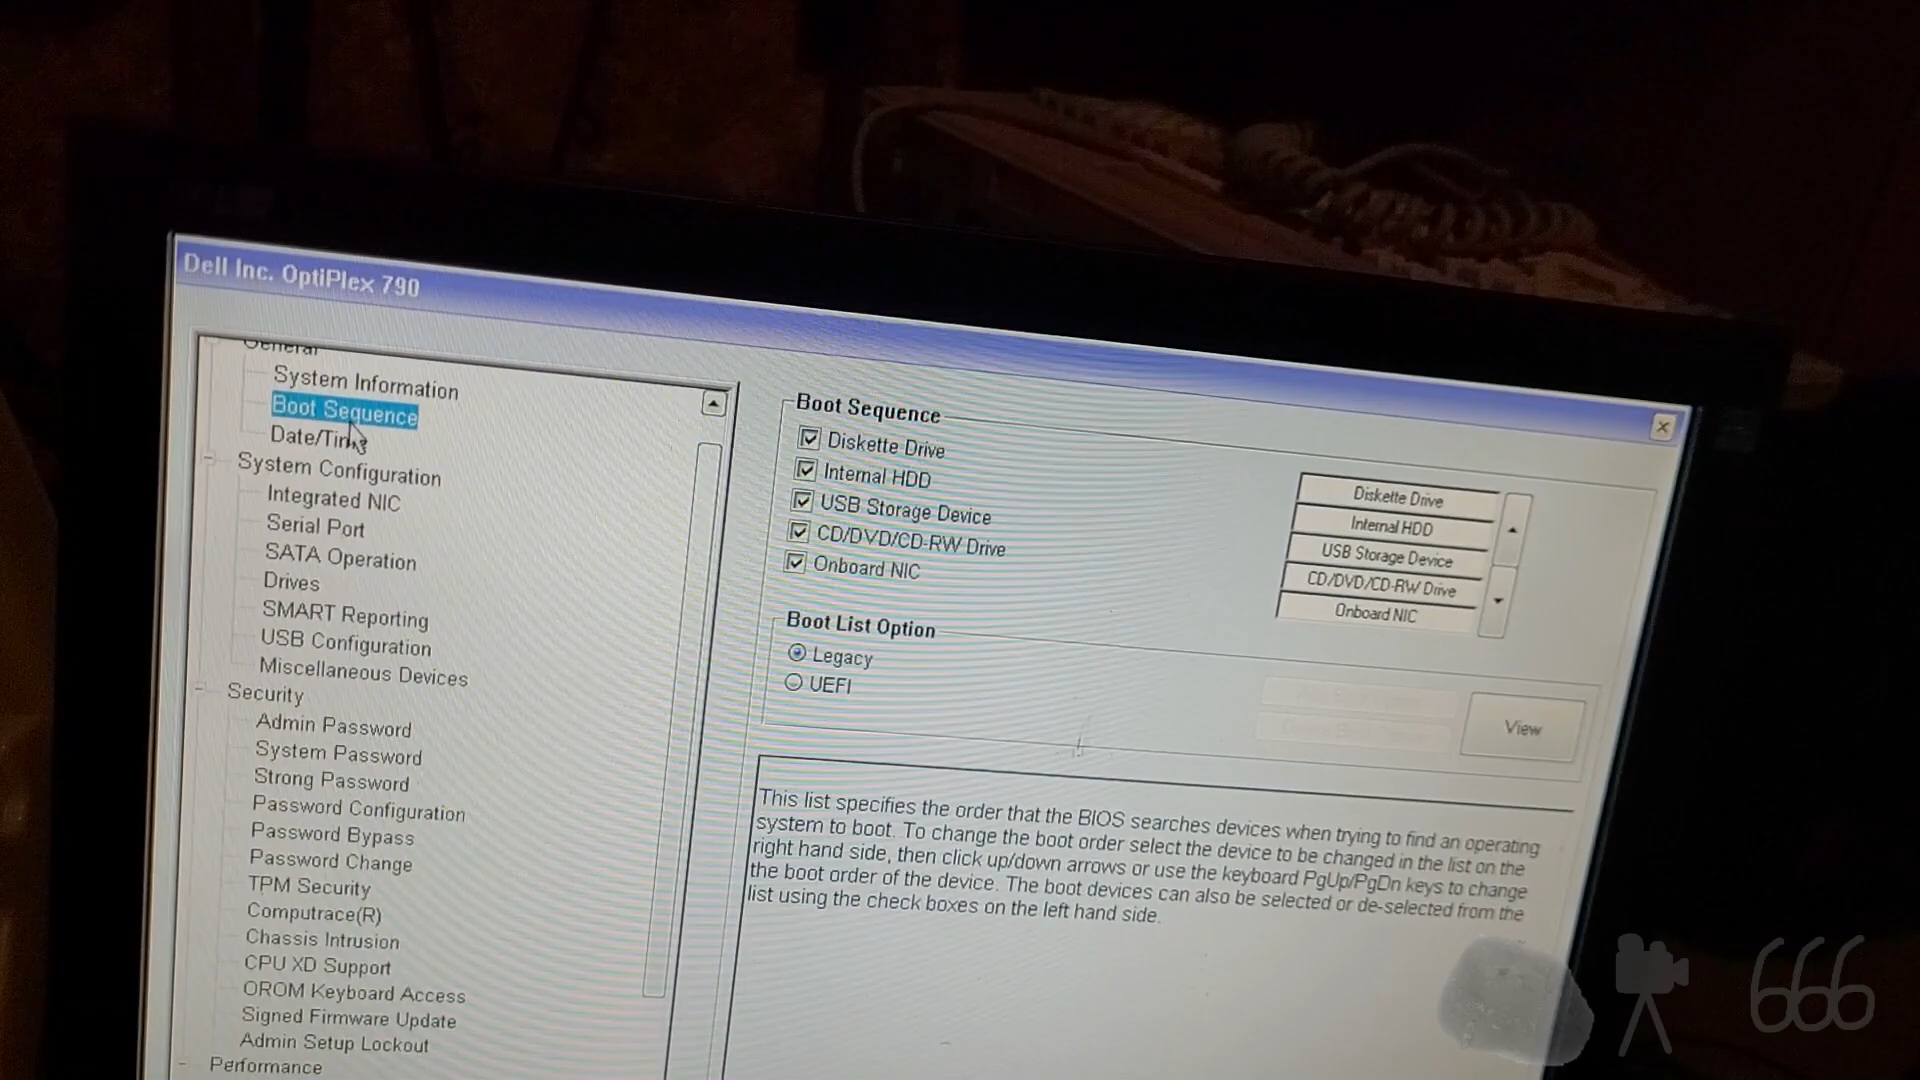 Dell Inc. OptiPlex 790
General
System Information
Boot Sequence
Date/Time
System Configuration
Integrated NIC
Serial Port
SATA Operation
Drives
SMART Reporting
USB Configuration
Miscellaneous Devices
Security
Admin Password
System Password
Strong Password
Password Configuration
Password Bypass
Password Change
TPM Security
Computrace(R)
Chassis Intrusion
CPU XD Support
OROM Keyboard Access
Signed Firmware Update
Admin Setup Lockout
Performance
Boot Sequence
Diskette Drive
Internal HDD
USB Storage Device
CD/DVD/CD-RW Drive
Onboard NIC
Diskette Drive
Internal HDD
USB Storage Device
CD/DVD/CD-RW Drive
Onboard NIC
Boot List Option
Legacy
UEFI
View
This list specifies the order that the BIOS searches devices when trying to find an operating
system to boot. To change the boot order select the device to be changed in the list on the
right hand side, then click up/down arrows or use the keyboard PgUp/PgDn keys to change
the boot order of the device. The boot devices can also be selected or de-selected from the
list using the check boxes on the left hand side.
666